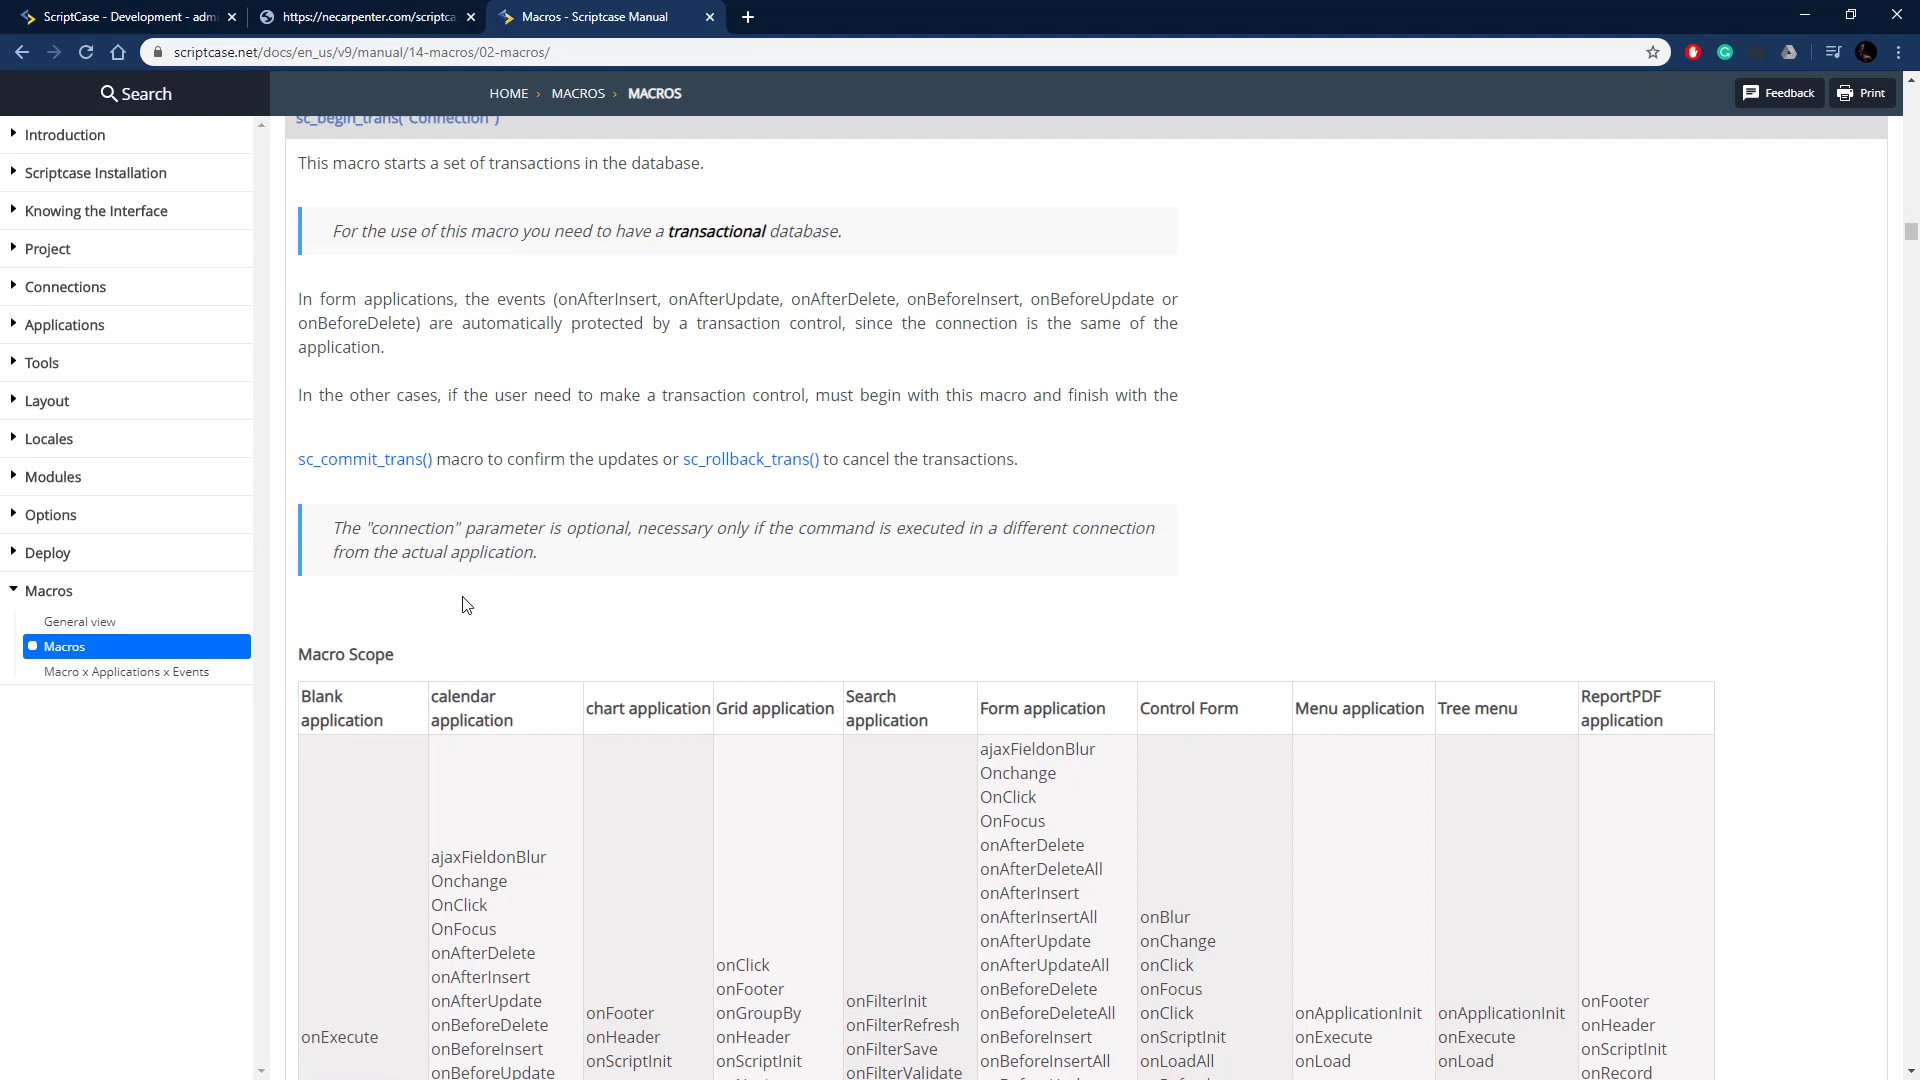 ScriptCase - Development - admi
https://necarpenter.com/scriptca
Macros - Scriptcase Manual
scriptcase.net/docs/en_us/v9/manual/14-macros/02-macros/
Search
HOME › MACROS › MACROS
Feedback
Print
Introduction
Scriptcase Installation
Knowing the Interface
Project
Connections
Applications
Tools
Layout
Locales
Modules
Options
Deploy
Macros
General view
Macros
Macro x Applications x Events
sc_begin_trans("Connection")
This macro starts a set of transactions in the database.
For the use of this macro you need to have a transactional database.
In form applications, the events (onAfterInsert, onAfterUpdate, onAfterDelete, onBeforeInsert, onBeforeUpdate or
onBeforeDelete) are automatically protected by a transaction control, since the connection is the same of the
application.
In the other cases, if the user need to make a transaction control, must begin with this macro and finish with the
sc_commit_trans() macro to confirm the updates or sc_rollback_trans() to cancel the transactions.
The "connection" parameter is optional, necessary only if the command is executed in a different connection
from the actual application.
Macro Scope
Blank
application
calendar
application
chart application
Grid application
Search
application
Form application
Control Form
Menu application
Tree menu
ReportPDF
application
onExecute
ajaxFieldonBlur
Onchange
OnClick
OnFocus
onAfterDelete
onAfterInsert
onAfterUpdate
onBeforeDelete
onBeforeInsert
onBeforeUpdate
onFooter
onHeader
onScriptInit
onClick
onFooter
onGroupBy
onHeader
onScriptInit
onFilterInit
onFilterRefresh
onFilterSave
onFilterValidate
ajaxFieldonBlur
Onchange
OnClick
OnFocus
onAfterDelete
onAfterDeleteAll
onAfterInsert
onAfterInsertAll
onAfterUpdate
onAfterUpdateAll
onBeforeDelete
onBeforeDeleteAll
onBeforeInsert
onBeforeInsertAll
onBlur
onChange
onClick
onFocus
onClick
onScriptInit
onLoadAll
onApplicationInit
onExecute
onLoad
onApplicationInit
onExecute
onLoad
onFooter
onHeader
onScriptInit
onRecord